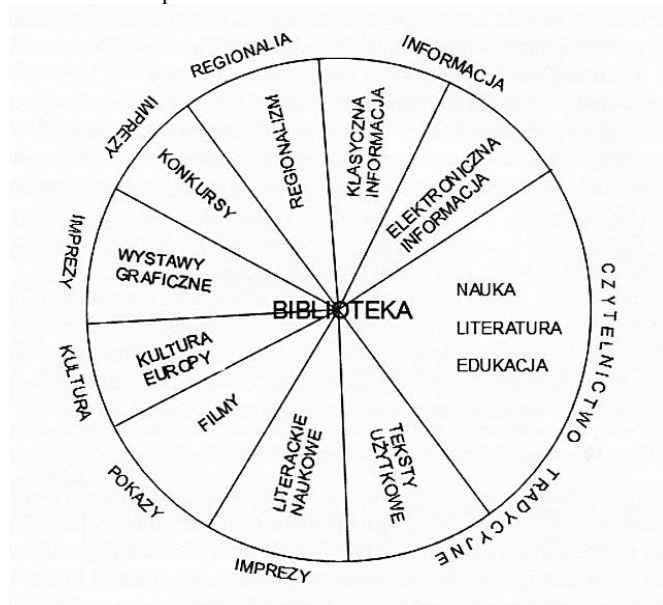 REGIONALIA
INFORMACJA
IMPREZY
KONKURSY
REGIONALIZM
KLASYCZNA
INFORMACJA
ELEKTRONICZNA
INFORMACJA
IMPREZY
WYSTAWY
GRAFICZNE
BIBLIOTEKA
NAUKA
LITERATURA
EDUKACJA
CZYTELNICTWO TRADYCYJNE
KULTURA
KULTURA
EUROPY
FILMY
POKAZY
LITERACKIE
NAUKOWE
TEKSTY
UŻYTKOWE
IMPREZY